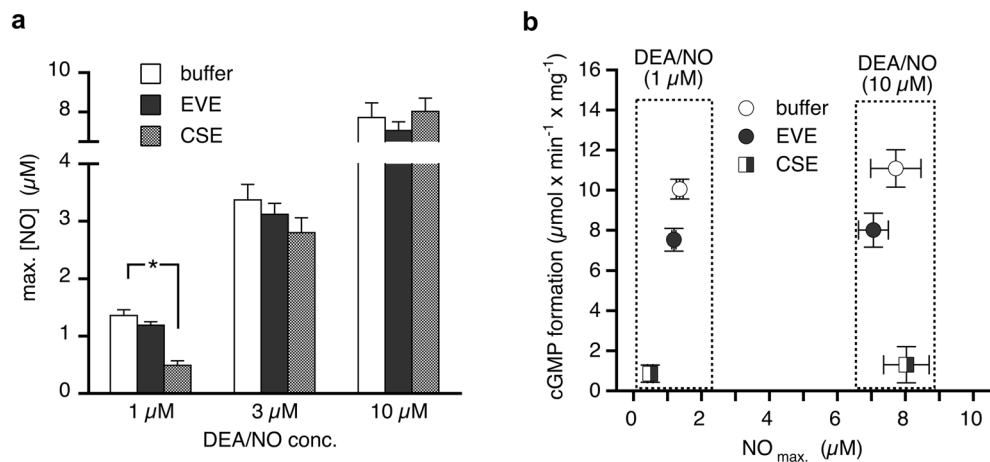 a
max. [NO] (µM)
10
8
4
3
2
1
0
buffer
EVE
CSE
*
1 µM
3 µM
10 µM
DEA/NO conc.
b
cGMP formation (µmol x min⁻¹ x mg⁻¹)
16
14
12
10
8
6
4
2
0
DEA/NO
(1 µM)
DEA/NO
(10 µM)
buffer
EVE
CSE
0
2
4
6
8
10
NO max. (µM)